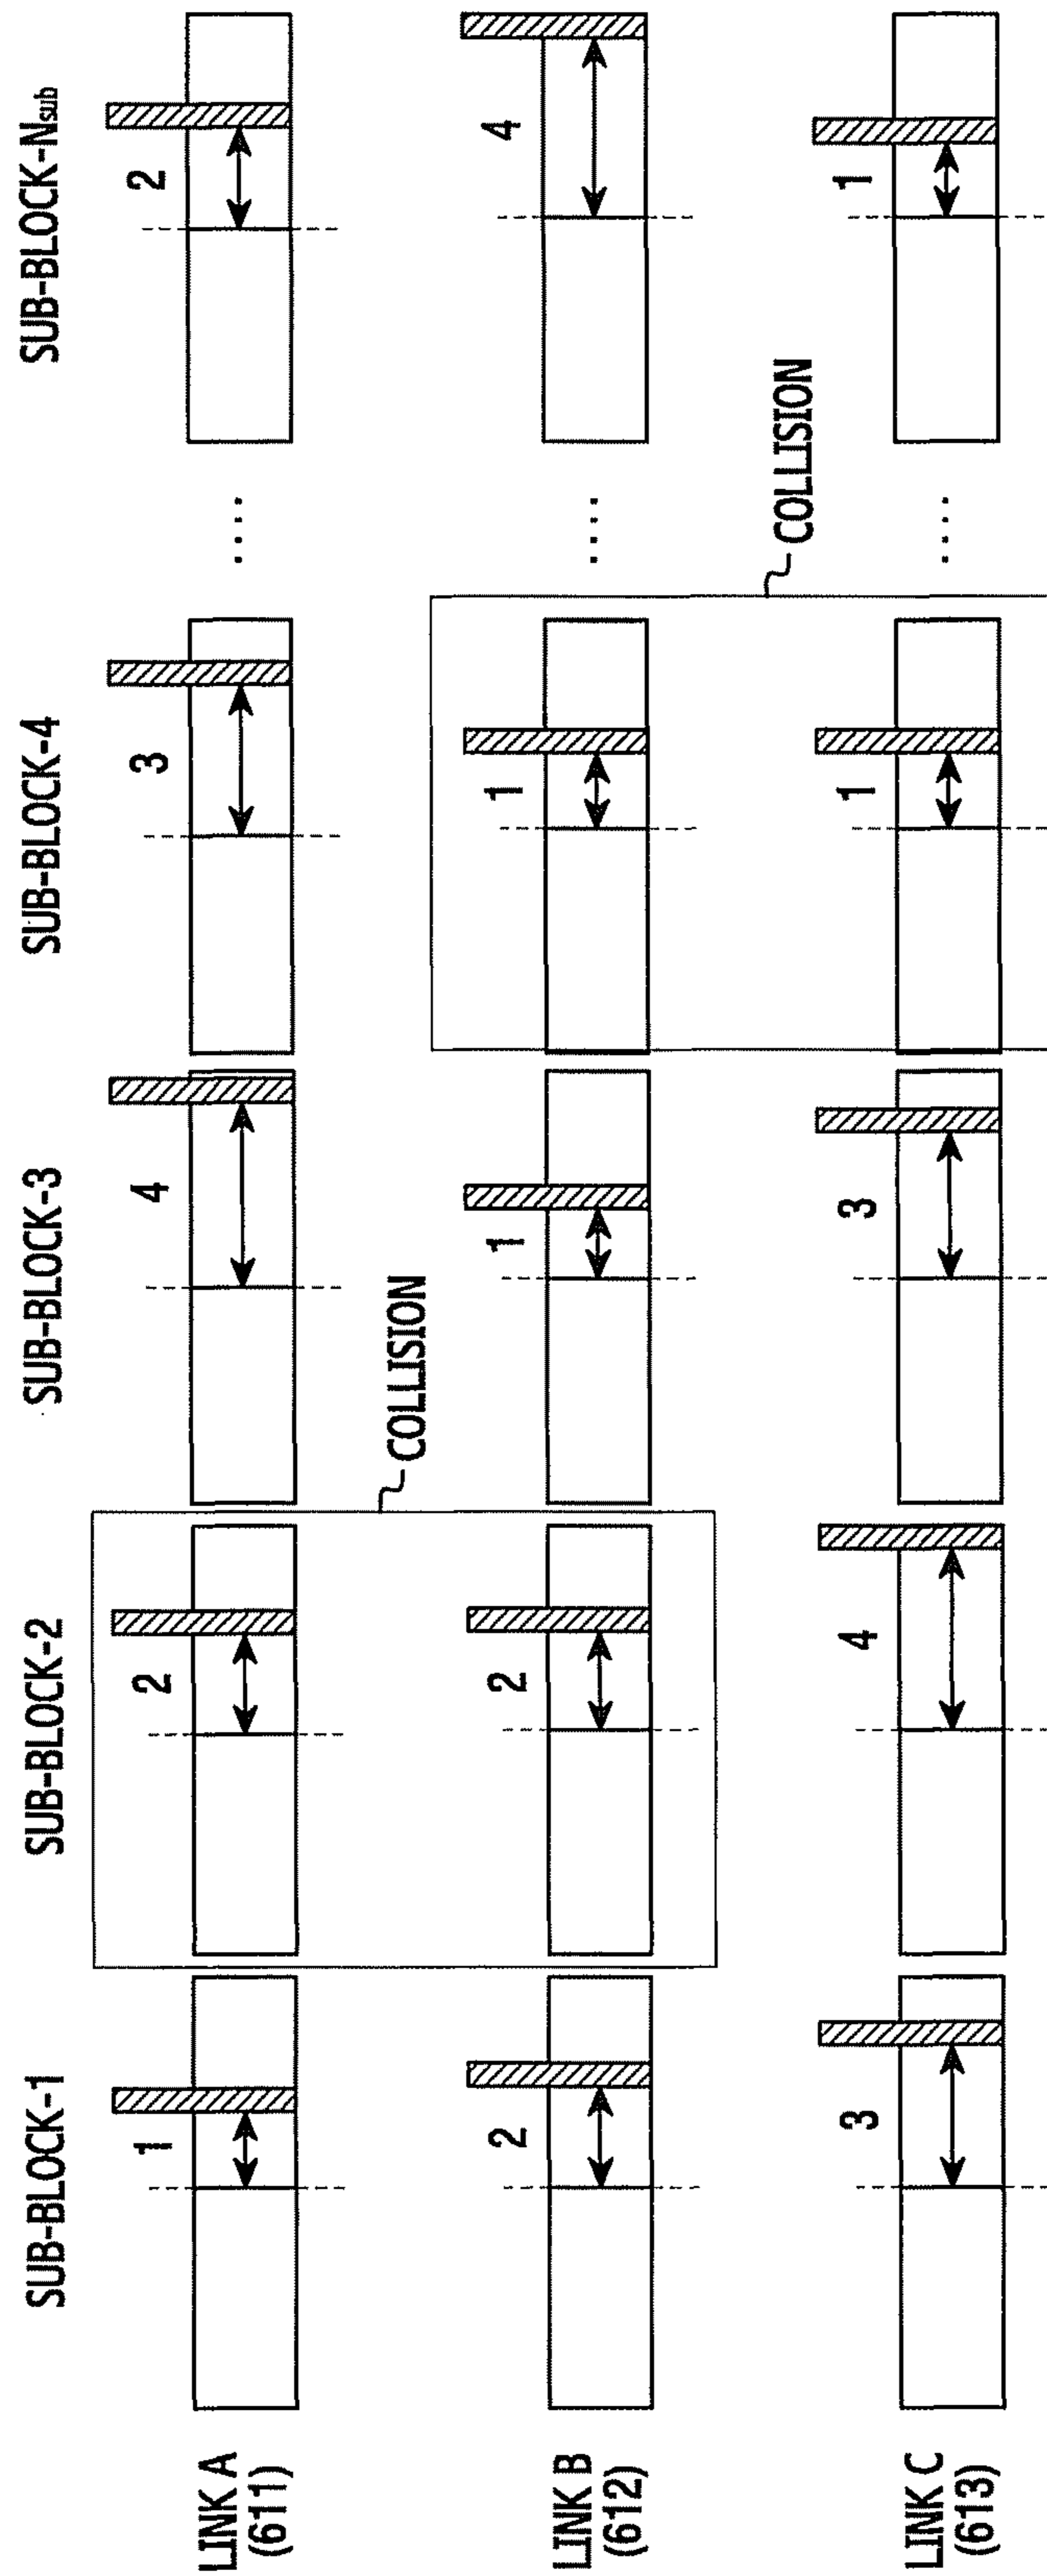 SUB-BLOCK-1
SUB-BLOCK-2
SUB-BLOCK-3
SUB-BLOCK-4
SUB-BLOCK-Nsub
LINK A
(611)
1
2
4
3
....
2
COLLISION
LINK B
(612)
2
2
1
1
....
4
COLLISION
LINK C
(613)
3
4
3
1
....
1